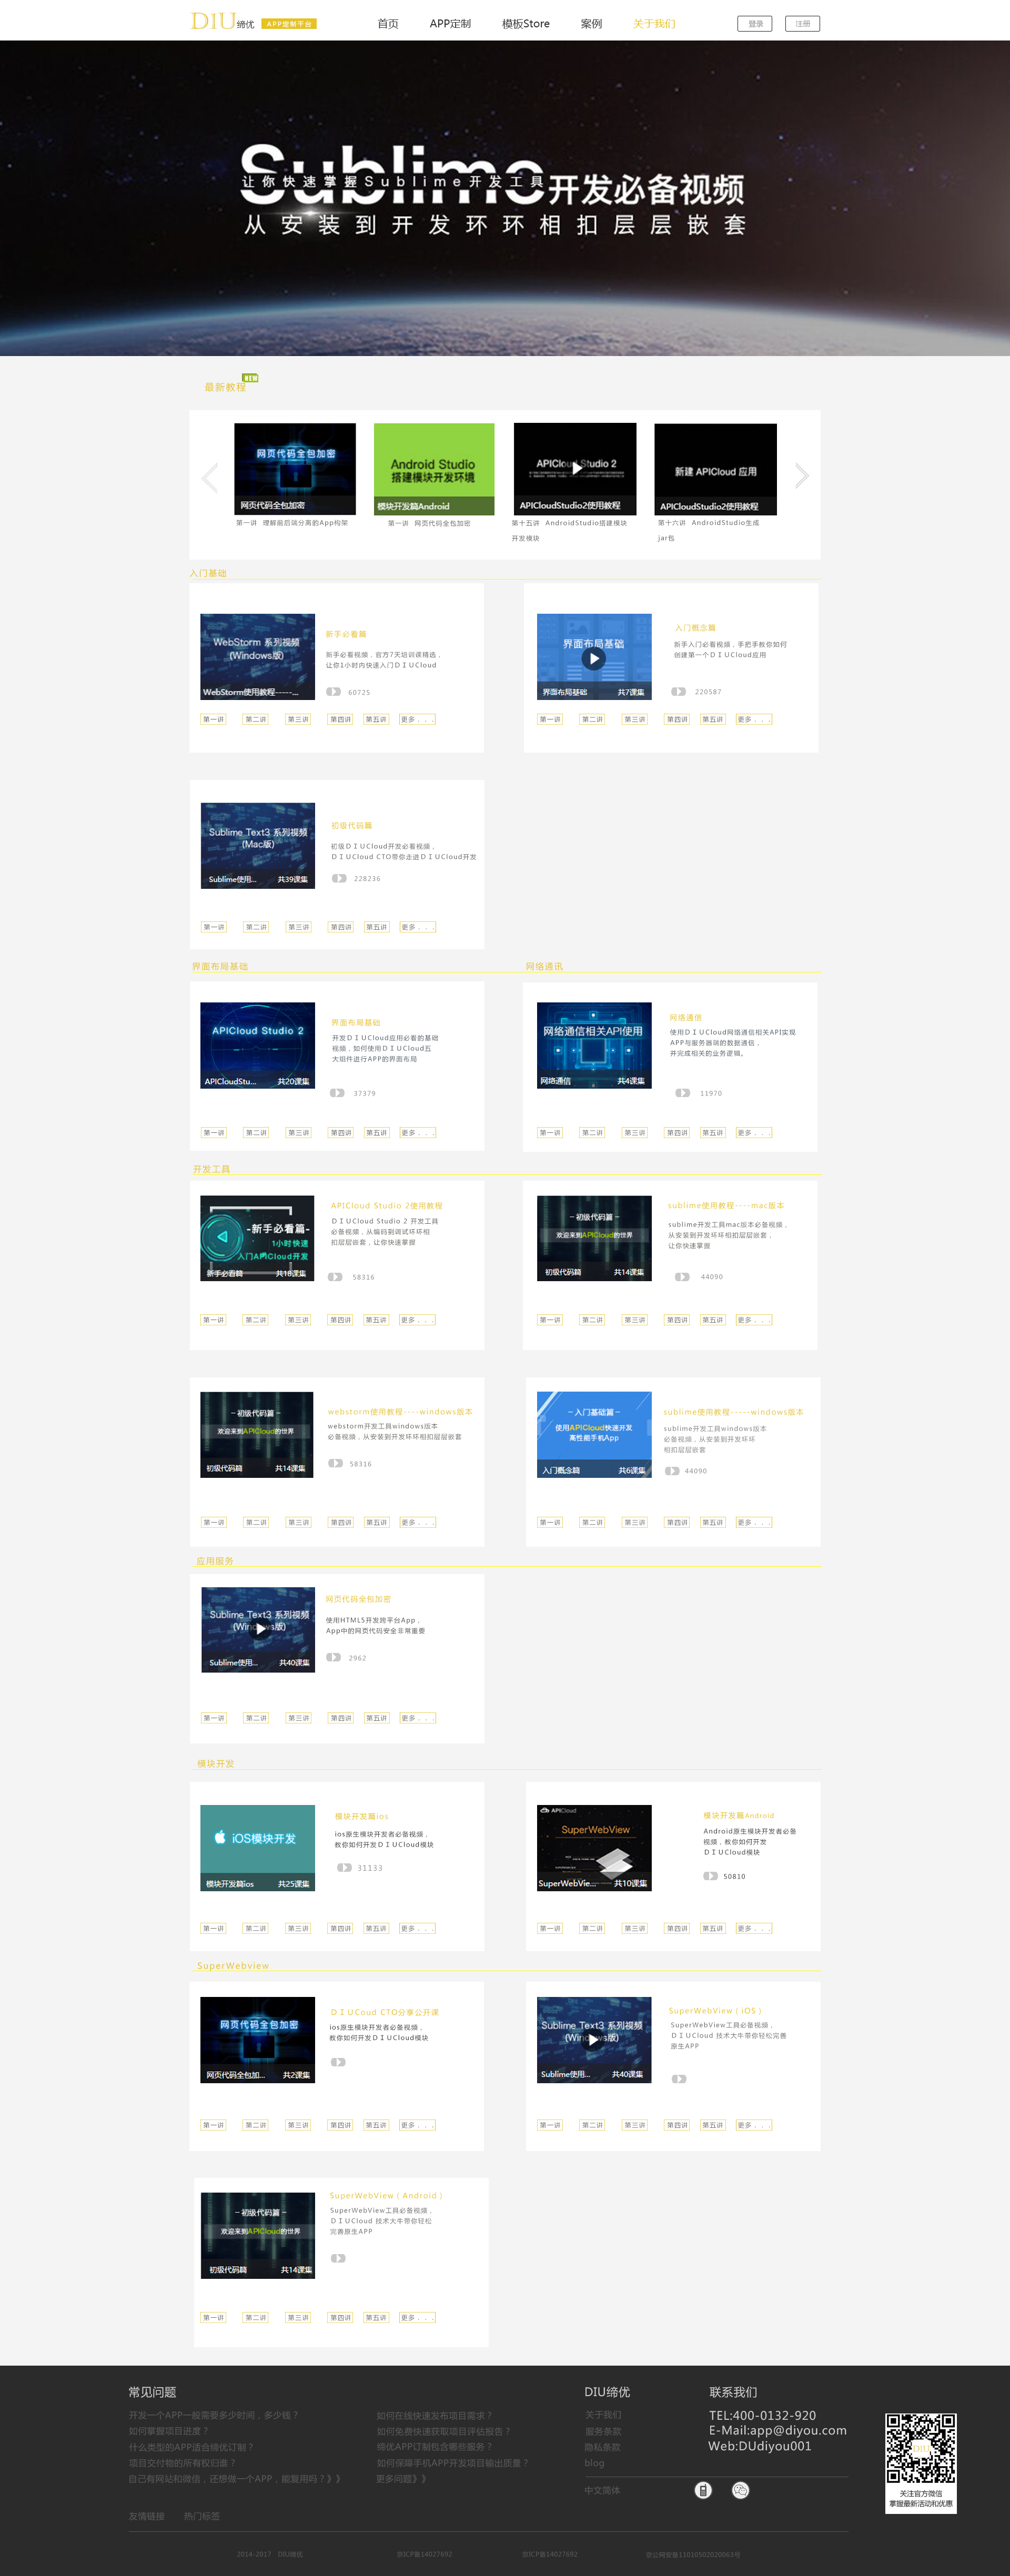 DIU缔优 APP定制平台
首页 APP定制 模板Store 案例 关于我们 登录 注册
Sublime开发必备视频
让你快速掌握Sublime开发工具
从安装到开发环环相扣层层嵌套
最新教程 NEW
网页代码全包加密
网页代码全包加密
第一讲 理解前后端分离的App构架
Android Studio
搭建模块开发环境
模块开发篇Android
第一讲 网页代码全包加密
APICloud Studio 2
APICloudStudio2使用教程
第十五讲 AndroidStudio搭建模块
开发模块
新建 APICloud 应用
APICloudStudio2使用教程
第十六讲 AndroidStudio生成
jar包
入门基础
WebStorm 系列视频
(Windows版)
WebStorm使用教程-----...
新手必看篇
新手必看视频，官方7天培训课精选，
让你1小时内快速入门ＤＩＵCloud
60725
第一讲 第二讲 第三讲 第四讲 第五讲 更多．．．
界面布局基础
界面布局基础 共7课集
入门概念篇
新手入门必看视频，手把手教你如何
创建第一个ＤＩＵCloud应用
220587
第一讲 第二讲 第三讲 第四讲 第五讲 更多．．．
Sublime Text3 系列视频
(Mac版)
Sublime使用... 共39课集
初级代码篇
初级ＤＩＵCloud开发必看视频，
ＤＩＵCloud CTO带你走进ＤＩＵCloud开发
228236
第一讲 第二讲 第三讲 第四讲 第五讲 更多．．．
界面布局基础
网络通讯
APICloud Studio 2
APICloudStu... 共20课集
界面布局基础
开发ＤＩＵCloud应用必看的基础
视频，如何使用ＤＩＵCloud五
大组件进行APP的界面布局
37379
第一讲 第二讲 第三讲 第四讲 第五讲 更多．．．
网络通信相关API使用
网络通信 共4课集
网络通信
使用ＤＩＵCloud网络通信相关API实现
APP与服务器端的数据通信，
并完成相关的业务逻辑。
11970
第一讲 第二讲 第三讲 第四讲 第五讲 更多．．．
开发工具
-新手必看篇-
1小时快速
入门APICloud开发
新手必看篇 共18课集
APICloud Studio 2使用教程
ＤＩＵCloud Studio 2 开发工具
必备视频，从编码到调试环环相
扣层层嵌套，让你快速掌握
58316
第一讲 第二讲 第三讲 第四讲 第五讲 更多．．．
－初级代码篇－
欢迎来到APICloud的世界
初级代码篇 共14课集
sublime使用教程----mac版本
sublime开发工具mac版本必备视频，
从安装到开发环环相扣层层嵌套，
让你快速掌握
44090
第一讲 第二讲 第三讲 第四讲 第五讲 更多．．．
－初级代码篇－
欢迎来到APICloud的世界
初级代码篇 共14课集
webstorm使用教程----windows版本
webstorm开发工具windows版本
必备视频，从安装到开发环环相扣层层嵌套
58316
第一讲 第二讲 第三讲 第四讲 第五讲 更多．．．
－入门基础篇－
使用APICloud快速开发
高性能手机App
入门概念篇 共6课集
sublime使用教程-----windows版本
sublime开发工具windows版本
必备视频，从安装到开发环环
相扣层层嵌套
44090
第一讲 第二讲 第三讲 第四讲 第五讲 更多．．．
应用服务
Sublime Text3 系列视频
(Windows版)
Sublime使用... 共40课集
网页代码全包加密
使用HTML5开发跨平台App，
App中的网页代码安全非常重要
2962
第一讲 第二讲 第三讲 第四讲 第五讲 更多．．．
模块开发
iOS模块开发
模块开发篇ios 共25课集
模块开发篇ios
ios原生模块开发者必备视频，
教你如何开发ＤＩＵCloud模块
31133
第一讲 第二讲 第三讲 第四讲 第五讲 更多．．．
APICloud
SuperWebView
SuperWebVie... 共10课集
模块开发篇Android
Android原生模块开发者必备
视频，教你如何开发
ＤＩＵCloud模块
50810
第一讲 第二讲 第三讲 第四讲 第五讲 更多．．．
SuperWebview
网页代码全包加密
网页代码全包加... 共2课集
ＤＩＵCoud CTO分享公开课
ios原生模块开发者必备视频，
教你如何开发ＤＩＵCloud模块
第一讲 第二讲 第三讲 第四讲 第五讲 更多．．．
Sublime Text3 系列视频
(Windows版)
Sublime使用... 共40课集
SuperWebView（iOS）
SuperWebView工具必备视频，
ＤＩＵCloud 技术大牛带你轻松完善
原生APP
第一讲 第二讲 第三讲 第四讲 第五讲 更多．．．
－初级代码篇－
欢迎来到APICloud的世界
初级代码篇 共14课集
SuperWebView（Android）
SuperWebView工具必备视频，
ＤＩＵCloud 技术大牛带你轻松
完善原生APP
第一讲 第二讲 第三讲 第四讲 第五讲 更多．．．
常见问题
开发一个APP一般需要多少时间，多少钱？
如何掌握项目进度？
什么类型的APP适合缔优订制？
项目交付物的所有权归谁？
自己有网站和微信，还想做一个APP，能复用吗？》》
如何在线快速发布项目需求？
如何免费快速获取项目评估报告？
缔优APP订制包含哪些服务？
如何保障手机APP开发项目输出质量？
更多问题》》
DIU缔优
关于我们
服务条款
隐私条款
blog
中文简体
联系我们
TEL:400-0132-920
E-Mail:app@diyou.com
Web:DUdiyou001
DIU
关注官方微信
掌握最新活动和优惠
友情链接 热门标签
2014-2017 DIU缔优 京ICP备14027692 京ICP备14027692 京公网安备11010502020063号